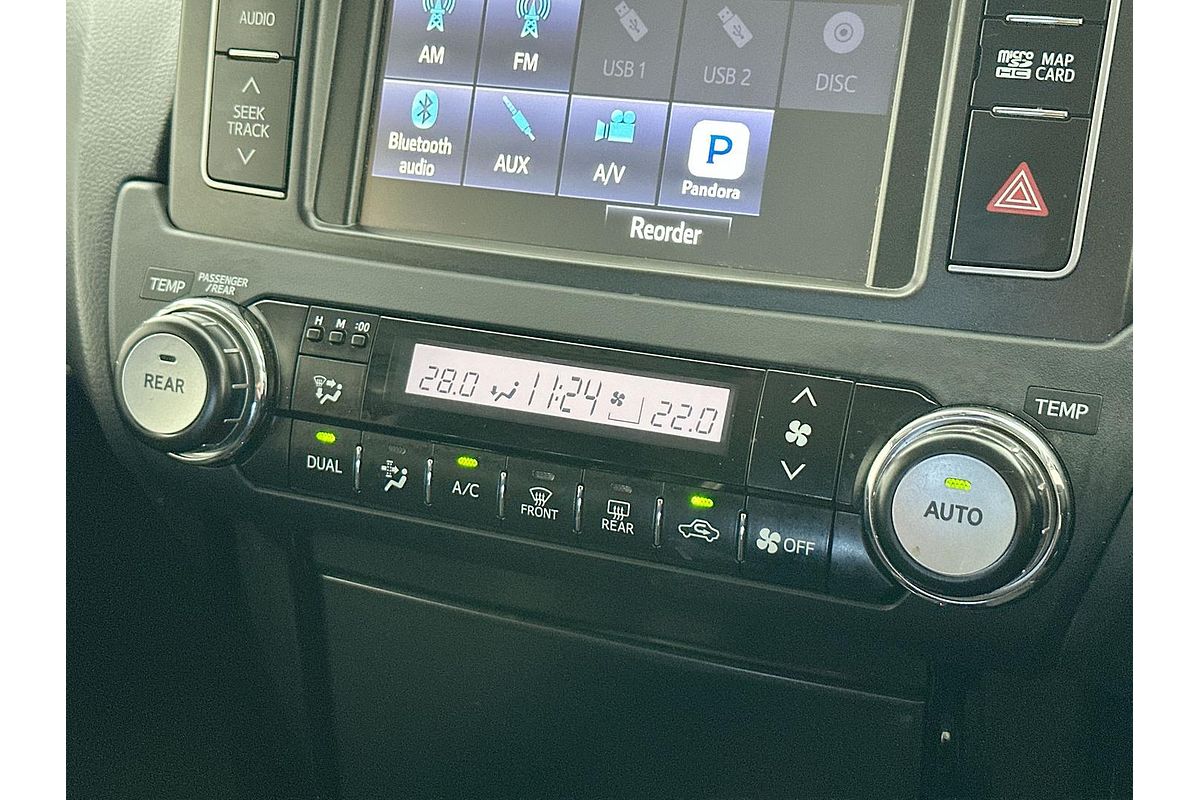 AUDIO
SEEK
TRACK
AM
FM
USB 1
USB 2
DISC
Bluetooth
audio
AUX
A/V
P
Pandora
Reorder
micro
SD
HC
MAP
CARD
TEMP
PASSENGER
/REAR
REAR
H M :00
28.0 11:24 22.0
DUAL
A/C
FRONT
REAR
OFF
TEMP
AUTO